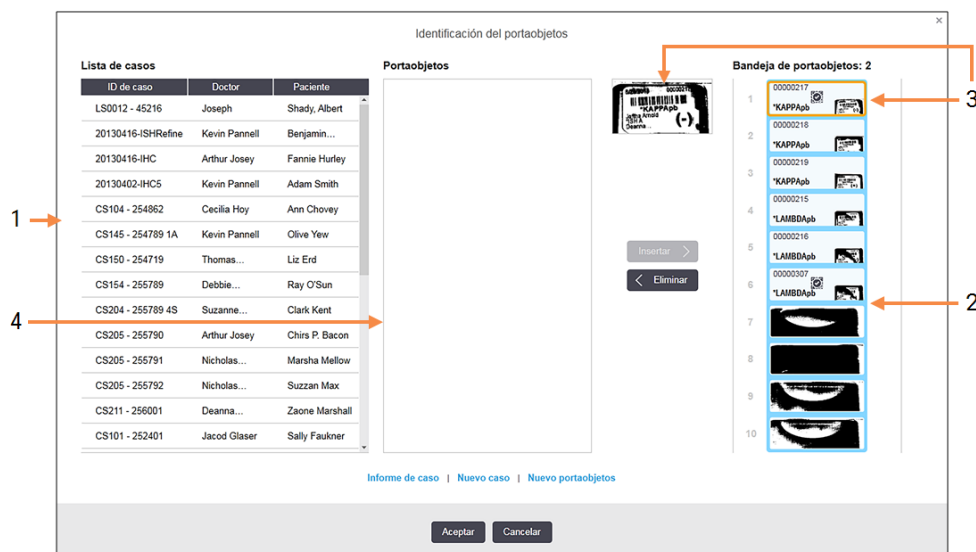 ×
Identificación del portaobjetos
Lista de casos
ID de caso Doctor Paciente
LS0012 - 45216 Joseph Shady, Albert
20130416-ISHRefine Kevin Pannell Benjamin...
20130416-IHC Arthur Josey Fannie Hurley
20130402-IHC5 Kevin Pannell Adam Smith
CS104 - 254862 Cecilia Hoy Ann Chovey
CS145 - 254789 1A Kevin Pannell Olive Yew
CS150 - 254719 Thomas... Liz Erd
CS154 - 255789 Debbie... Ray O'Sun
CS204 - 255789 4S Suzanne... Clark Kent
CS205 - 255790 Arthur Josey Chirs P. Bacon
CS205 - 255791 Nicholas... Marsha Mellow
CS205 - 255792 Nicholas... Suzzan Max
CS211 - 256001 Deanna... Zaone Marshall
CS101 - 252401 Jacod Glaser Sally Faukner
Portaobjetos
*KAPPApb
Arnold
(-)
Deanna
Insertar
Eliminar
Bandeja de portaobjetos: 2
1 00000217
*KAPPApb
2 00000218
*KAPPApb
3 00000219
*KAPPApb
4 00000215
*LAMBDApb
5 00000216
*LAMBDApb
6 00000307
*LAMBDApb
7
8
9
10
Informe de caso | Nuevo caso | Nuevo portaobjetos
Aceptar Cancelar
1
4
3
2